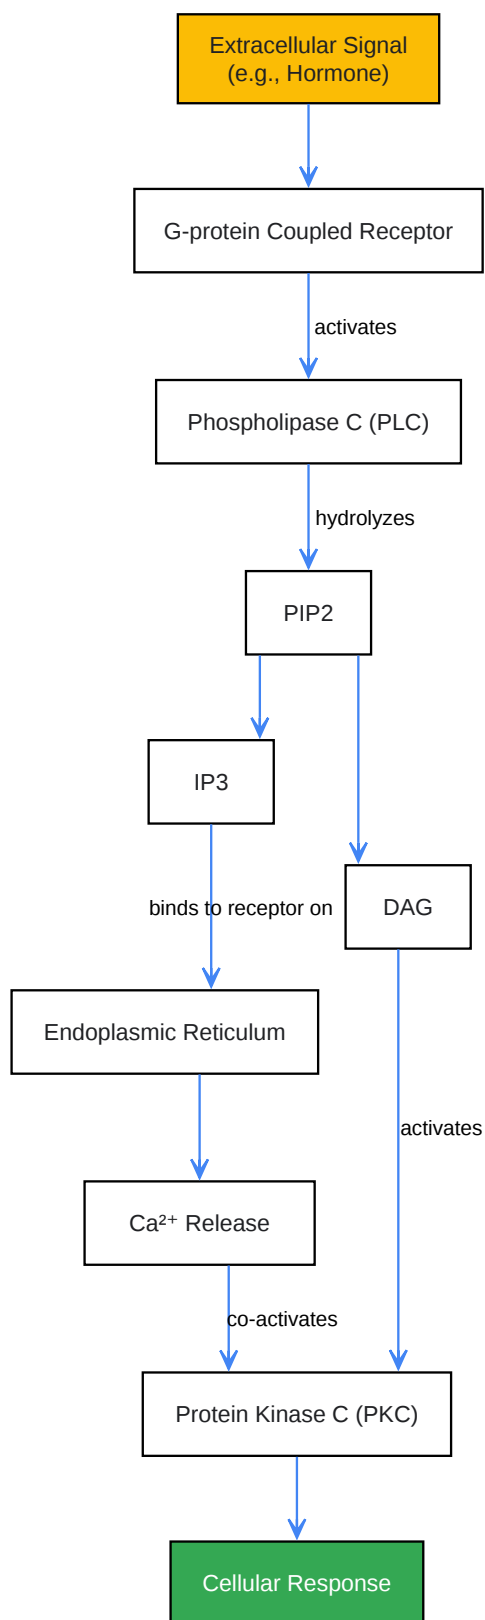 Extracellular Signal
(e.g., Hormone)
G-protein Coupled Receptor
activates
Phospholipase C (PLC)
hydrolyzes
PIP2
IP3
binds to receptor on
DAG
Endoplasmic Reticulum
activates
Ca²⁺ Release
co-activates
Protein Kinase C (PKC)
Cellular Response